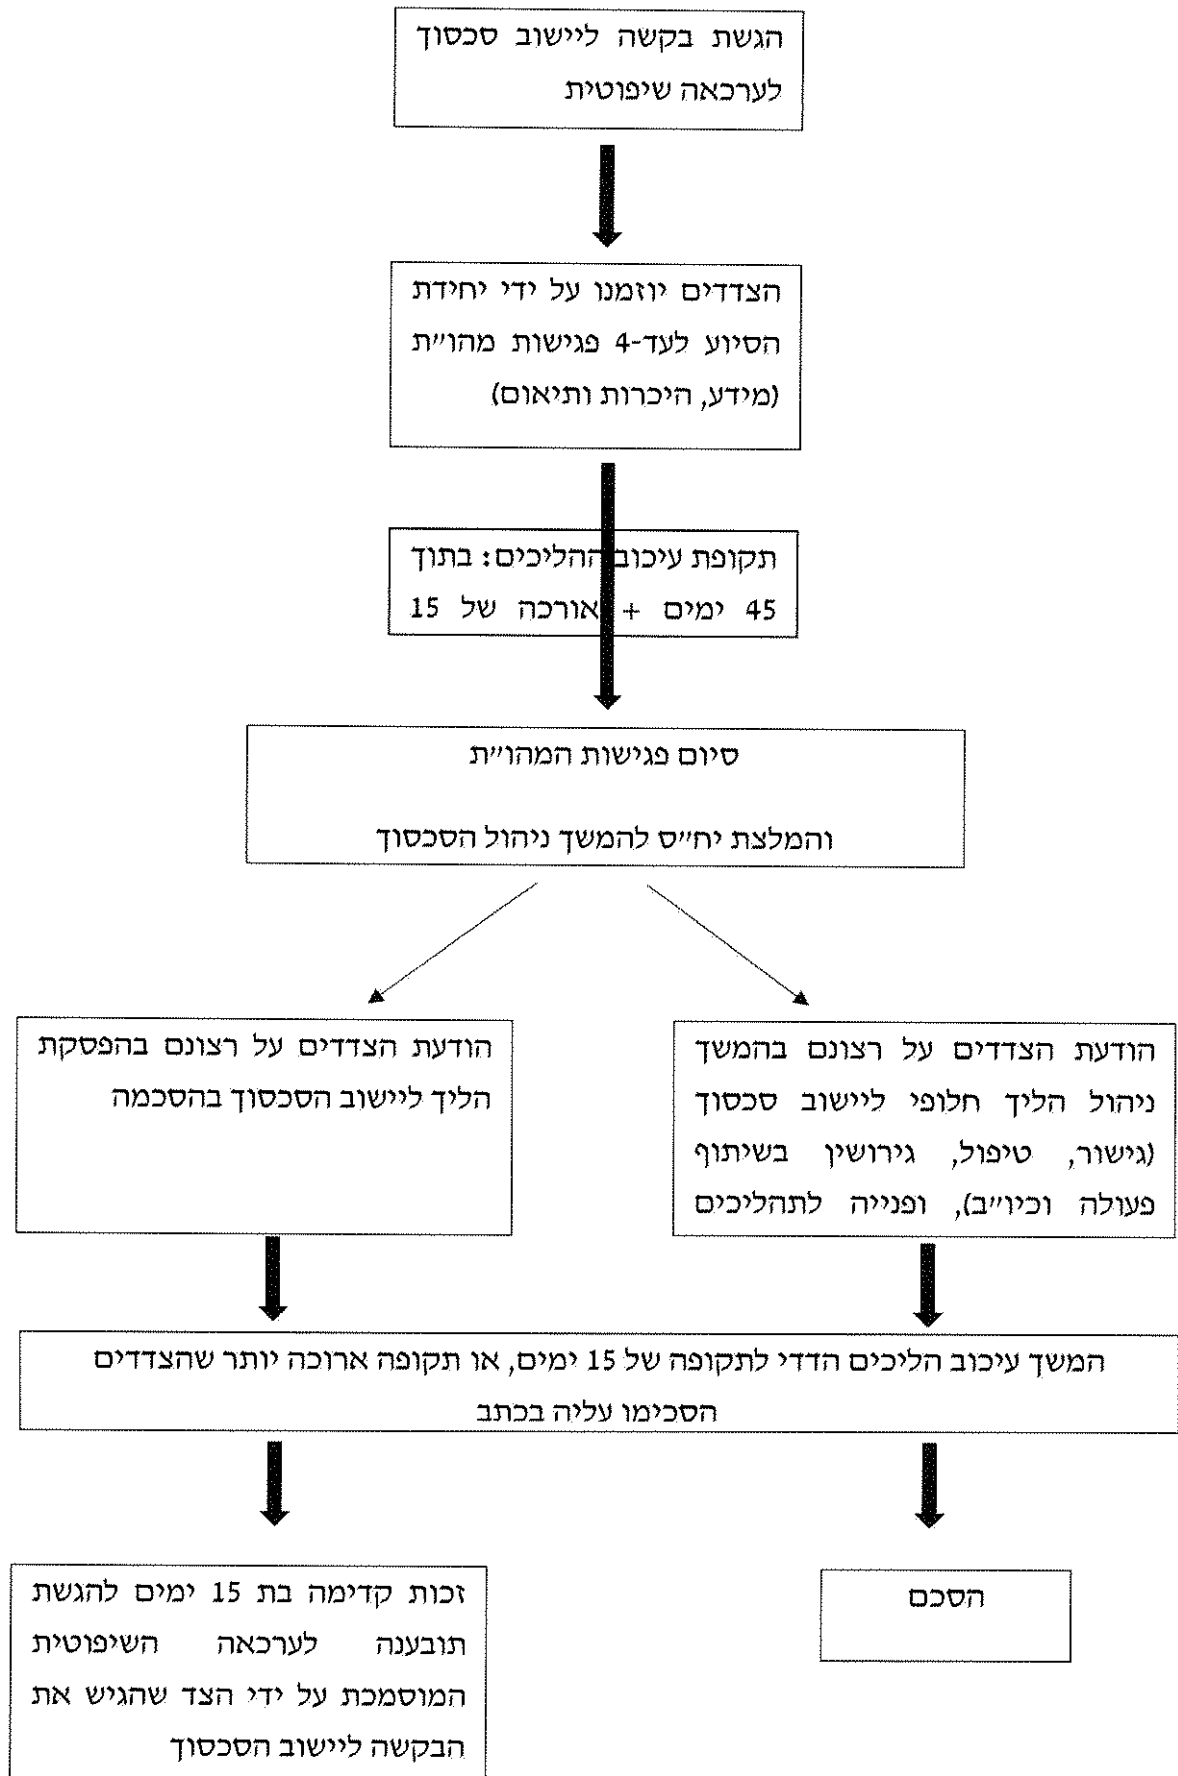 הגשת בקשה ליישוב סכסוך
לערכאה שיפוטית
הצדדים יוזמנו על ידי יחידת
הסיוע לעד-4 פגישות מהו״ת
(מידע, היכרות ותיאום)
תקופת עיכוב ההליכים: בתוך
45 ימים + אורכה של 15
סיום פגישות המהו״ת
והמלצת יח״ס להמשך ניהול הסכסוך
הודעת הצדדים על רצונם בהמשך
ניהול הליך חלופי ליישוב סכסוך
(גישור, טיפול, גירושין בשיתוף
פעולה וכיו״ב), ופנייה לתהליכים
הודעת הצדדים על רצונם בהפסקת
הליך ליישוב הסכסוך בהסכמה
המשך עיכוב הליכים הדדי לתקופה של 15 ימים, או תקופה ארוכה יותר שהצדדים
הסכימו עליה בכתב
הסכם
זכות קדימה בת 15 ימים להגשת
תובענה לערכאה השיפוטית
המוסמכת על ידי הצד שהגיש את
הבקשה ליישוב הסכסוך